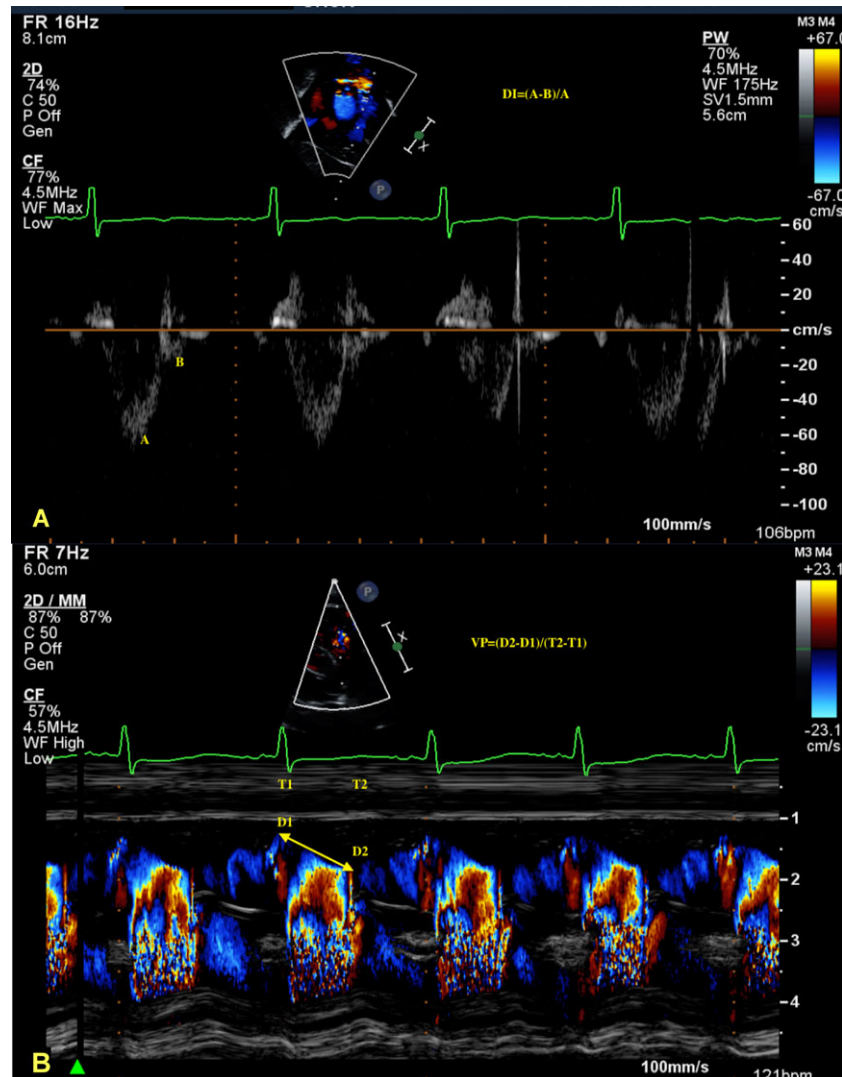 FR 16Hz
8.1cm
2D
74%
C 50
P Off
Gen
CF
77%
4.5MHz
WF Max
Low
DI=(A-B)/A
P
X
PW
70%
4.5MHz
WF 175Hz
SV1.5mm
5.6cm
M3 M4
+67.0
-67.0
cm/s
60
40
20
cm/s
-20
-40
-60
-80
-100
B
A
A
100mm/s
106bpm
FR 7Hz
6.0cm
2D / MM
87% 87%
C 50
P Off
Gen
CF
57%
4.5MHz
WF High
Low
P
X
VP=(D2-D1)/(T2-T1)
M3 M4
+23.1
-23.1
cm/s
T1 T2
D1
D2
1
2
3
4
B
100mm/s
121bpm